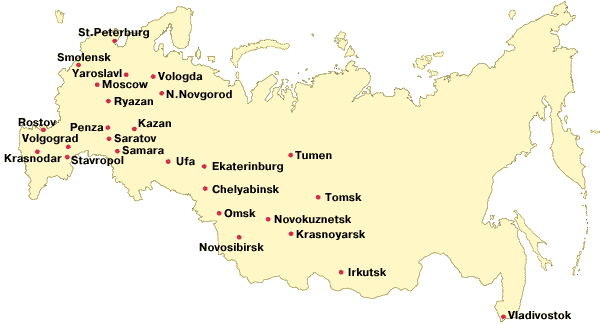 St.Peterburg
Smolensk
Yaroslavl
Vologda
Moscow
N.Novgorod
Ryazan
Rostov
Penza
Kazan
Volgograd
Saratov
Samara
Krasnodar
Stavropol
Ufa
Ekaterinburg
Tumen
Chelyabinsk
Tomsk
Omsk
Novokuznetsk
Krasnoyarsk
Novosibirsk
Irkutsk
Vladivostok